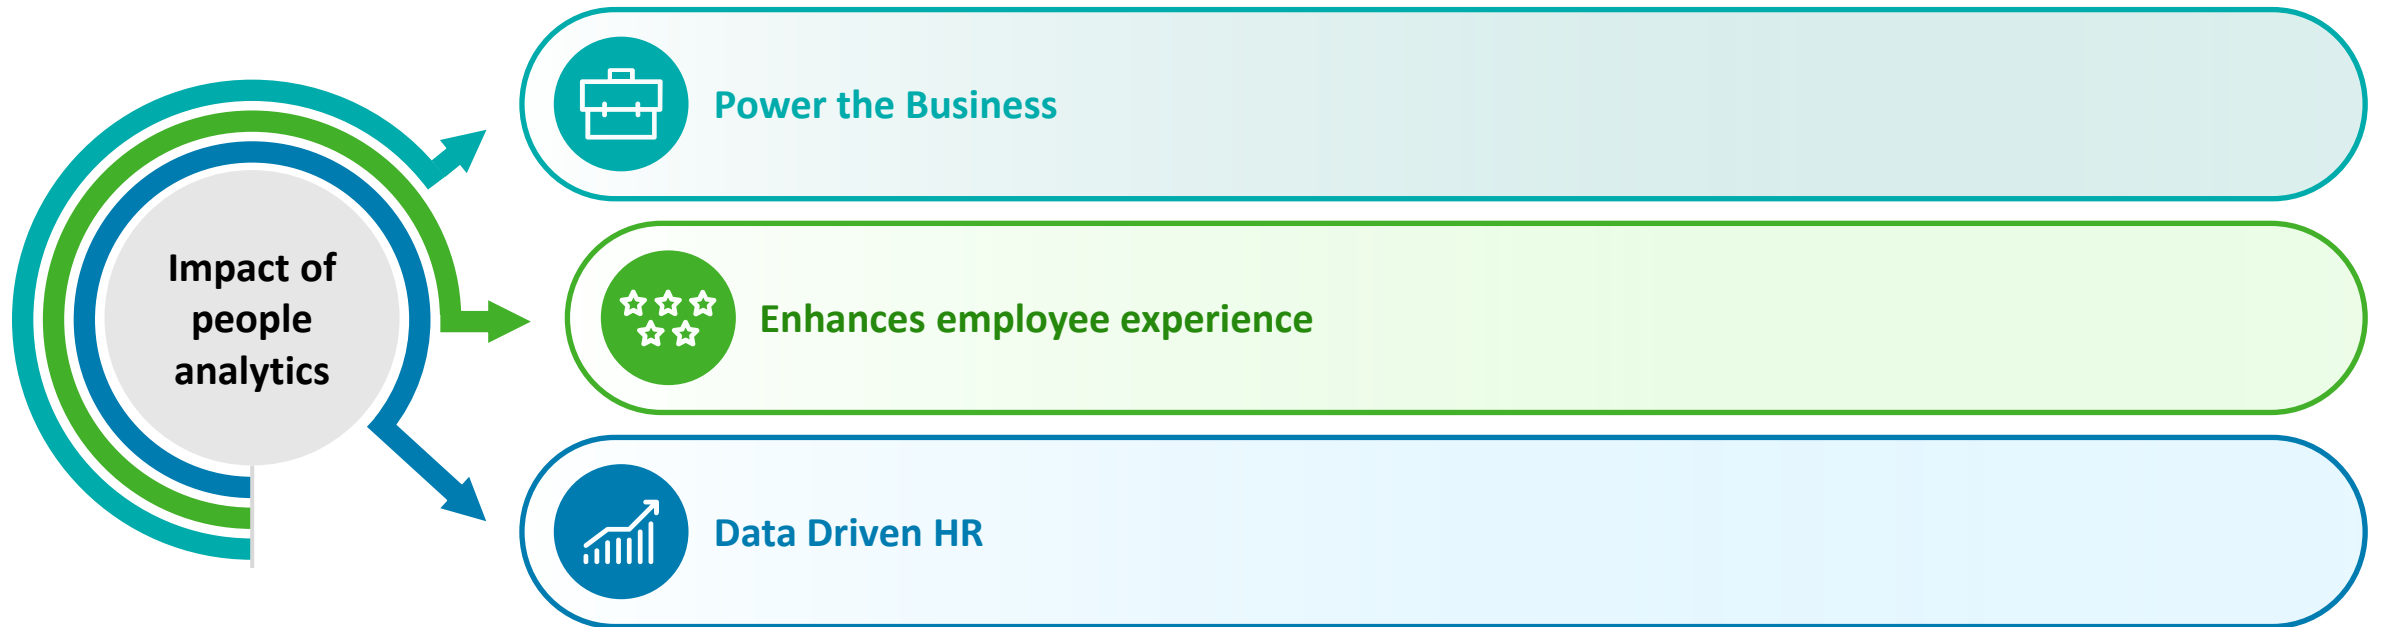 Impact of
people
analytics
Power the Business
Enhances employee experience
Data Driven HR